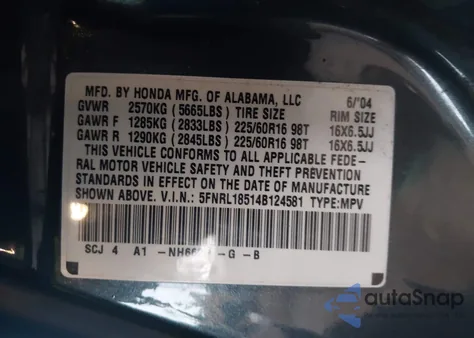 MFD. BY HONDA MFG. OF ALABAMA, LLC 6/'04
GVWR 2570KG (5665LBS) TIRE SIZE RIM SIZE
GAWR F 1285KG (2833LBS) 225/60R16 98T 16X6.5JJ
GAWR R 1290KG (2845LBS) 225/60R16 98T 16X6.5JJ
THIS VEHICLE CONFORMS TO ALL APPLICABLE FEDE-
RAL MOTOR VEHICLE SAFETY AND THEFT PREVENTION
STANDARDS IN EFFECT ON THE DATE OF MANUFACTURE
SHOWN ABOVE. V.I.N.: 5FNRL18514B124581 TYPE:MPV
SCJ 4 A1 -G -B
autoSnap